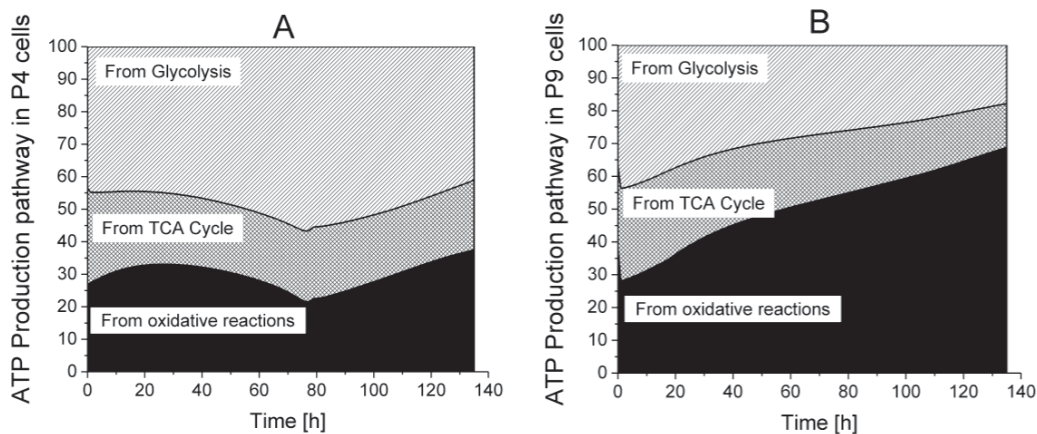 A
ATP Production pathway in P4 cells
100
90
80
70
60
50
40
30
20
10
0
From Glycolysis
From TCA Cycle
From oxidative reactions
0 20 40 60 80 100 120 140
Time [h]
B
ATP Production pathway in P9 cells
100
90
80
70
60
50
40
30
20
10
0
From Glycolysis
From TCA Cycle
From oxidative reactions
0 20 40 60 80 100 120 140
Time [h]